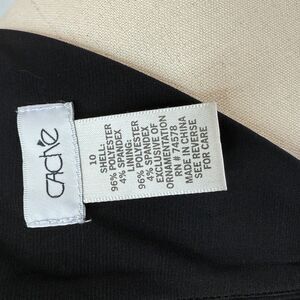 CACHé
10
SHELL:
96% POLYESTER
4% SPANDEX
LINING:
96% POLYESTER
4% SPANDEX
EXCLUSIVE OF
ORNAMENTATION
RN # 74578
MADE IN CHINA
SEE REVERSE
FOR CARE